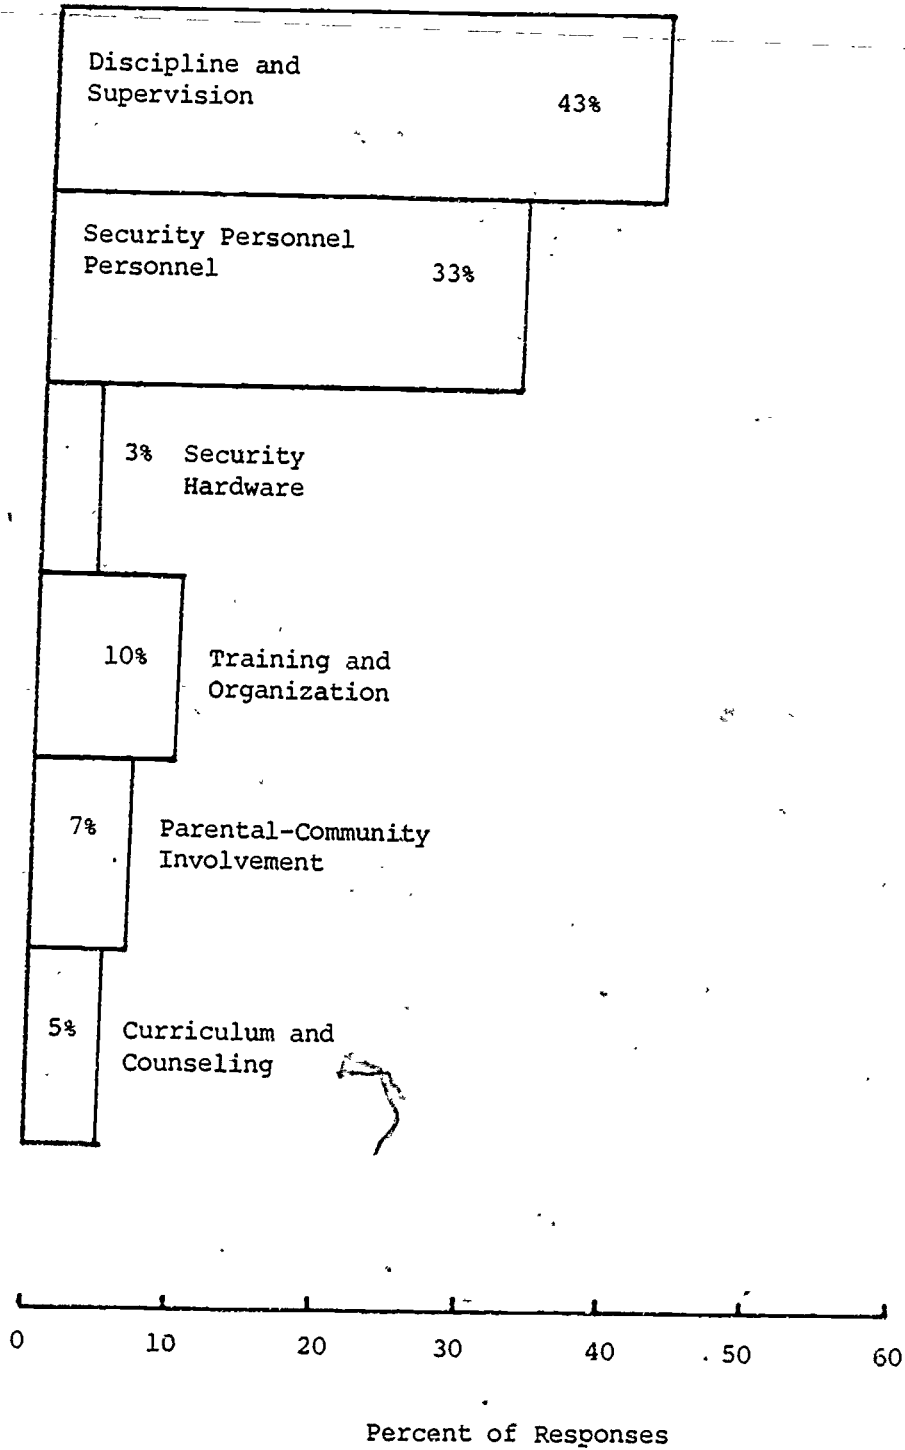 Discipline and
Supervision
43%
Security Personnel
Personnel
33%
3% Security
Hardware
10% Training and
Organization
7% Parental-Community
Involvement
5% Curriculum and
Counseling
0 10 20 30 40 50 60
Percent of Responses